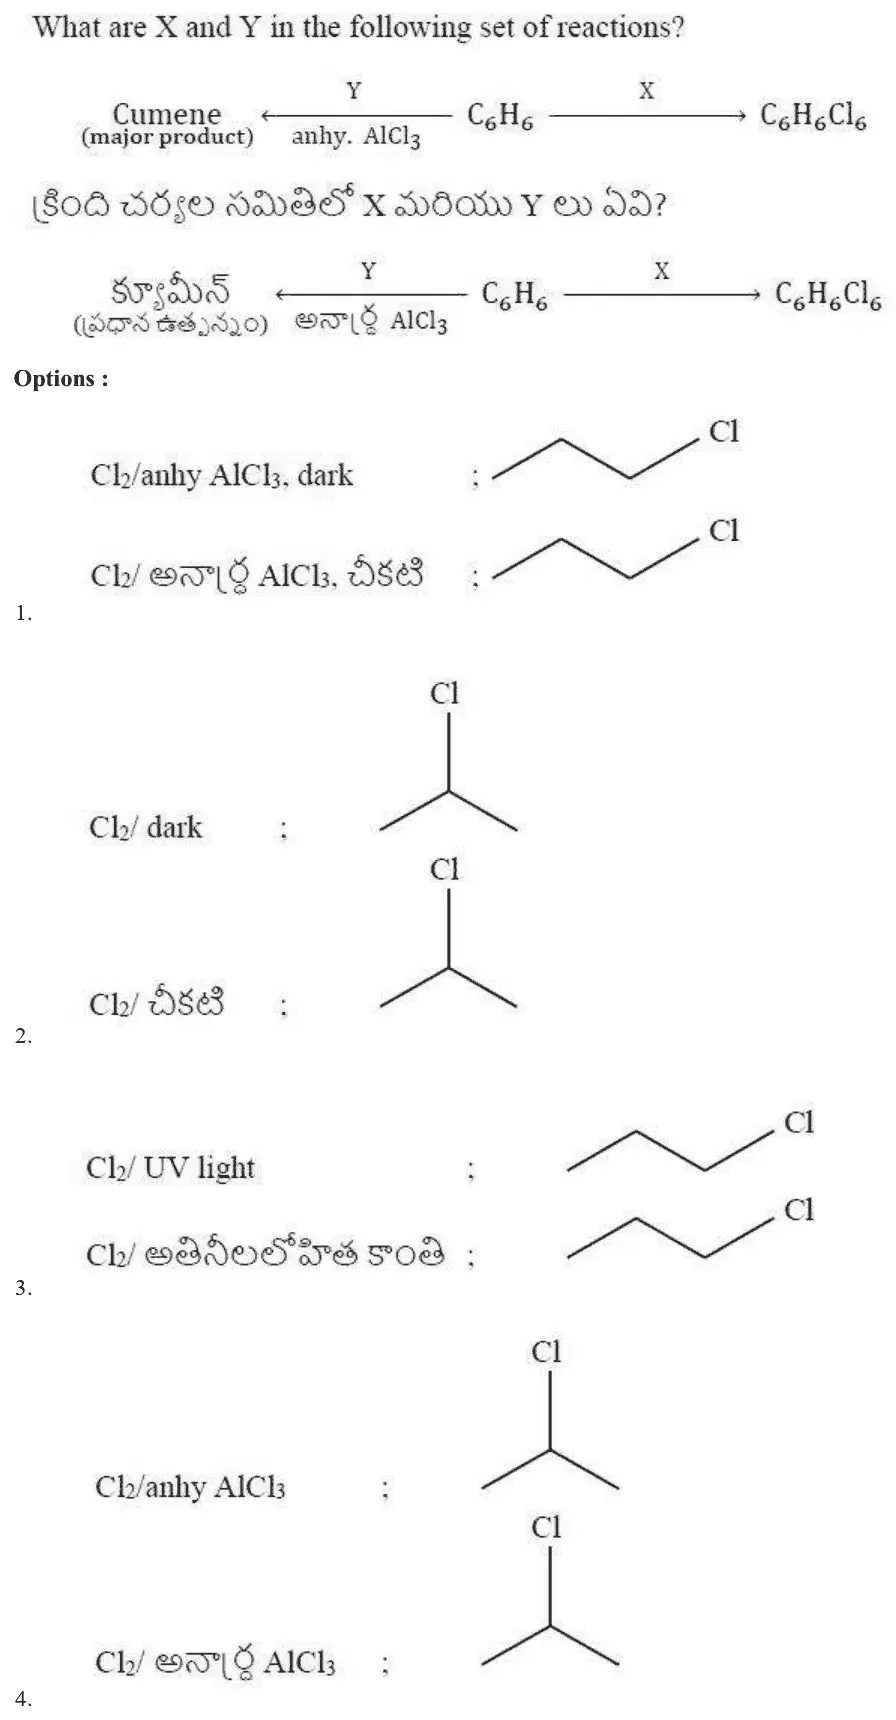 What are X and Y in the following set of reactions?
Y X
Cumene C₆H₆ C₆H₆Cl₆
(major product) anhy. AlCl₃
క్రింది చర్యల సమితిలో X మరియు Y లు ఏవి?
Y X
క్యూమీన్ C₆H₆ C₆H₆Cl₆
(ప్రధాన ఉత్పన్నం) అనార్ద్ర AlCl₃
Options :
Cl
Cl₂/anhy AlCl₃, dark ;
Cl
Cl₂/ అనార్ద్ర AlCl₃, చీకటి ;
1.
Cl
Cl₂/ dark ;
Cl
Cl₂/ చీకటి ;
2.
Cl
Cl₂/ UV light ;
Cl
Cl₂/ అతినీలలోహిత కాంతి ;
3.
Cl
Cl₂/anhy AlCl₃ ;
Cl
Cl₂/ అనార్ద్ర AlCl₃ ;
4.